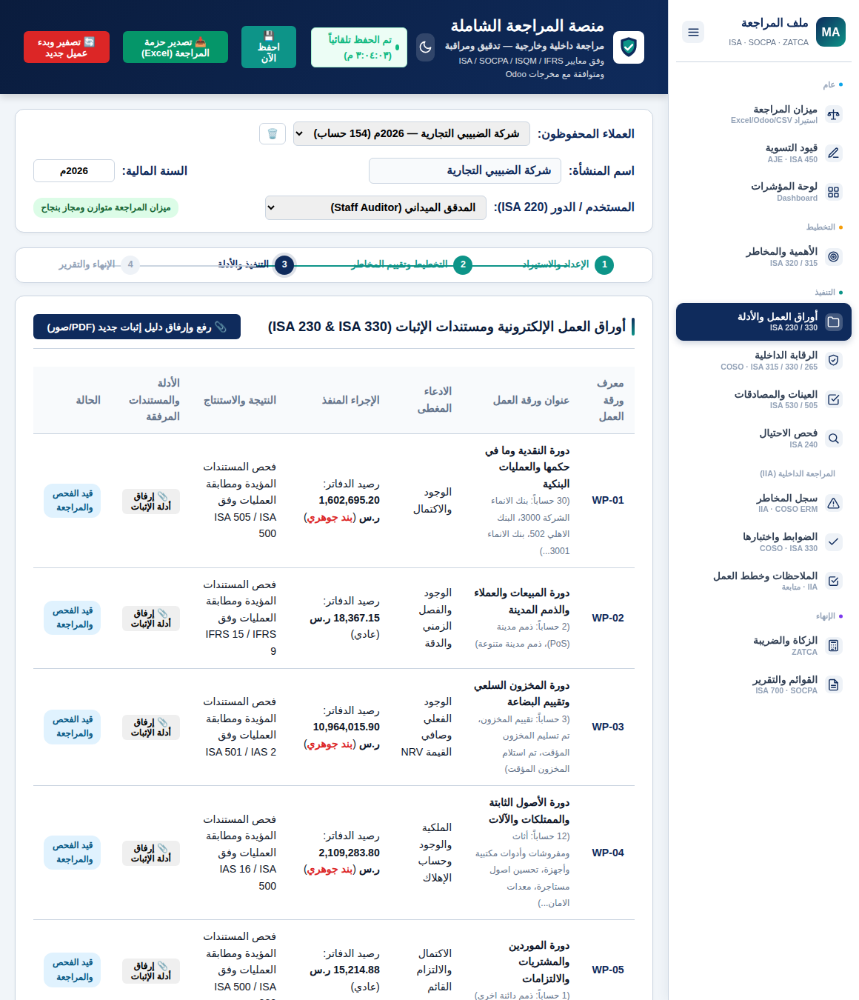 MA
ملف المراجعة
ISA · SOCPA · ZATCA
عام
ميزان المراجعة
استيراد Excel/Odoo/CSV
قيود التسوية
AJE · ISA 450
لوحة المؤشرات
Dashboard
التخطيط
الأهمية والمخاطر
ISA 320 / 315
التنفيذ
أوراق العمل والأدلة
ISA 230 / 330
الرقابة الداخلية
COSO · ISA 315 / 330 / 265
العينات والمصادقات
ISA 530 / 505
فحص الاحتيال
ISA 240
المراجعة الداخلية (IIA)
سجل المخاطر
IIA · COSO ERM
الضوابط واختبارها
COSO · ISA 330
الملاحظات وخطط العمل
IIA · متابعة
الإنهاء
الزكاة والضريبة
ZATCA
القوائم والتقرير
ISA 700 · SOCPA
منصة المراجعة الشاملة
مراجعة داخلية وخارجية — تدقيق ومراقبة
وفق معايير ISA / SOCPA / ISQM / IFRS
ومتوافقة مع مخرجات Odoo
تم الحفظ تلقائياً
(٣:٠٤:٠٣ م)
احفظ
الآن
تصدير حزمة
المراجعة (Excel)
تصفير وبدء
عميل جديد
العملاء المحفوظون:
شركة الضبيبي التجارية — 2026م (154 حساب)
اسم المنشأة:
شركة الضبيبي التجارية
السنة المالية:
2026م
المستخدم / الدور (ISA 220):
المدقق الميداني (Staff Auditor)
ميزان المراجعة متوازن ومجاز بنجاح
1 الإعداد والاستيراد
2 التخطيط وتقييم المخاطر
3 التنفيذ والأدلة
4 الإنهاء والتقرير
أوراق العمل الإلكترونية ومستندات الإثبات (ISA 230 & ISA 330)
رفع وإرفاق دليل إثبات جديد (PDF/صور)
معرف
ورقة
العمل
عنوان ورقة العمل
الادعاء
المغطى
الإجراء المنفذ
النتيجة والاستنتاج
الأدلة
والمستندات
المرفقة
الحالة
WP-01
دورة النقدية وما في
حكمها والعمليات
البنكية
(30 حساباً: بنك الانماء
الشركة 3000، البنك
الاهلي 502، بنك الانماء
3001...)
الوجود
والاكتمال
رصيد الدفاتر:
1,602,695.20
ر.س (بند جوهري)
فحص المستندات
المؤيدة ومطابقة
العمليات وفق
ISA 505 / ISA
500
إرفاق
أدلة الإثبات
قيد الفحص
والمراجعة
WP-02
دورة المبيعات والعملاء
والذمم المدينة
(2 حساباً: ذمم مدينة
(PoS)، ذمم مدينة متنوعة)
الوجود
والفصل
الزمني
والدقة
رصيد الدفاتر:
18,367.15 ر.س
(عادي)
فحص المستندات
المؤيدة ومطابقة
العمليات وفق
IFRS 15 / IFRS
9
إرفاق
أدلة الإثبات
قيد الفحص
والمراجعة
WP-03
دورة المخزون السلعي
وتقييم البضاعة
(3 حساباً: تقييم المخزون،
تم تسليم المخزون
المؤقت، تم استلام
المخزون المؤقت)
الوجود
الفعلي
وصافي
القيمة NRV
رصيد الدفاتر:
10,964,015.90
ر.س (بند جوهري)
فحص المستندات
المؤيدة ومطابقة
العمليات وفق
ISA 501 / IAS 2
إرفاق
أدلة الإثبات
قيد الفحص
والمراجعة
WP-04
دورة الأصول الثابتة
والممتلكات والآلات
(12 حساباً: أثاث
ومفروشات وأدوات مكتبية
وأجهزة، تحسين اصول
مستاجرة، معدات
الامان...)
الملكية
والوجود
وحساب
الإهلاك
رصيد الدفاتر:
2,109,283.80
ر.س (بند جوهري)
فحص المستندات
المؤيدة ومطابقة
العمليات وفق
IAS 16 / ISA
500
إرفاق
أدلة الإثبات
قيد الفحص
والمراجعة
WP-05
دورة الموردين
والمشتريات
والالتزامات
(1 حساباً: ذمم دائنة اخرى)
الاكتمال
والالتزام
القائم
رصيد الدفاتر:
15,214.88 ر.س
(عادي)
فحص المستندات
المؤيدة ومطابقة
العمليات وفق
ISA 500 / ISA
إرفاق
أدلة الإثبات
قيد الفحص
والمراجعة